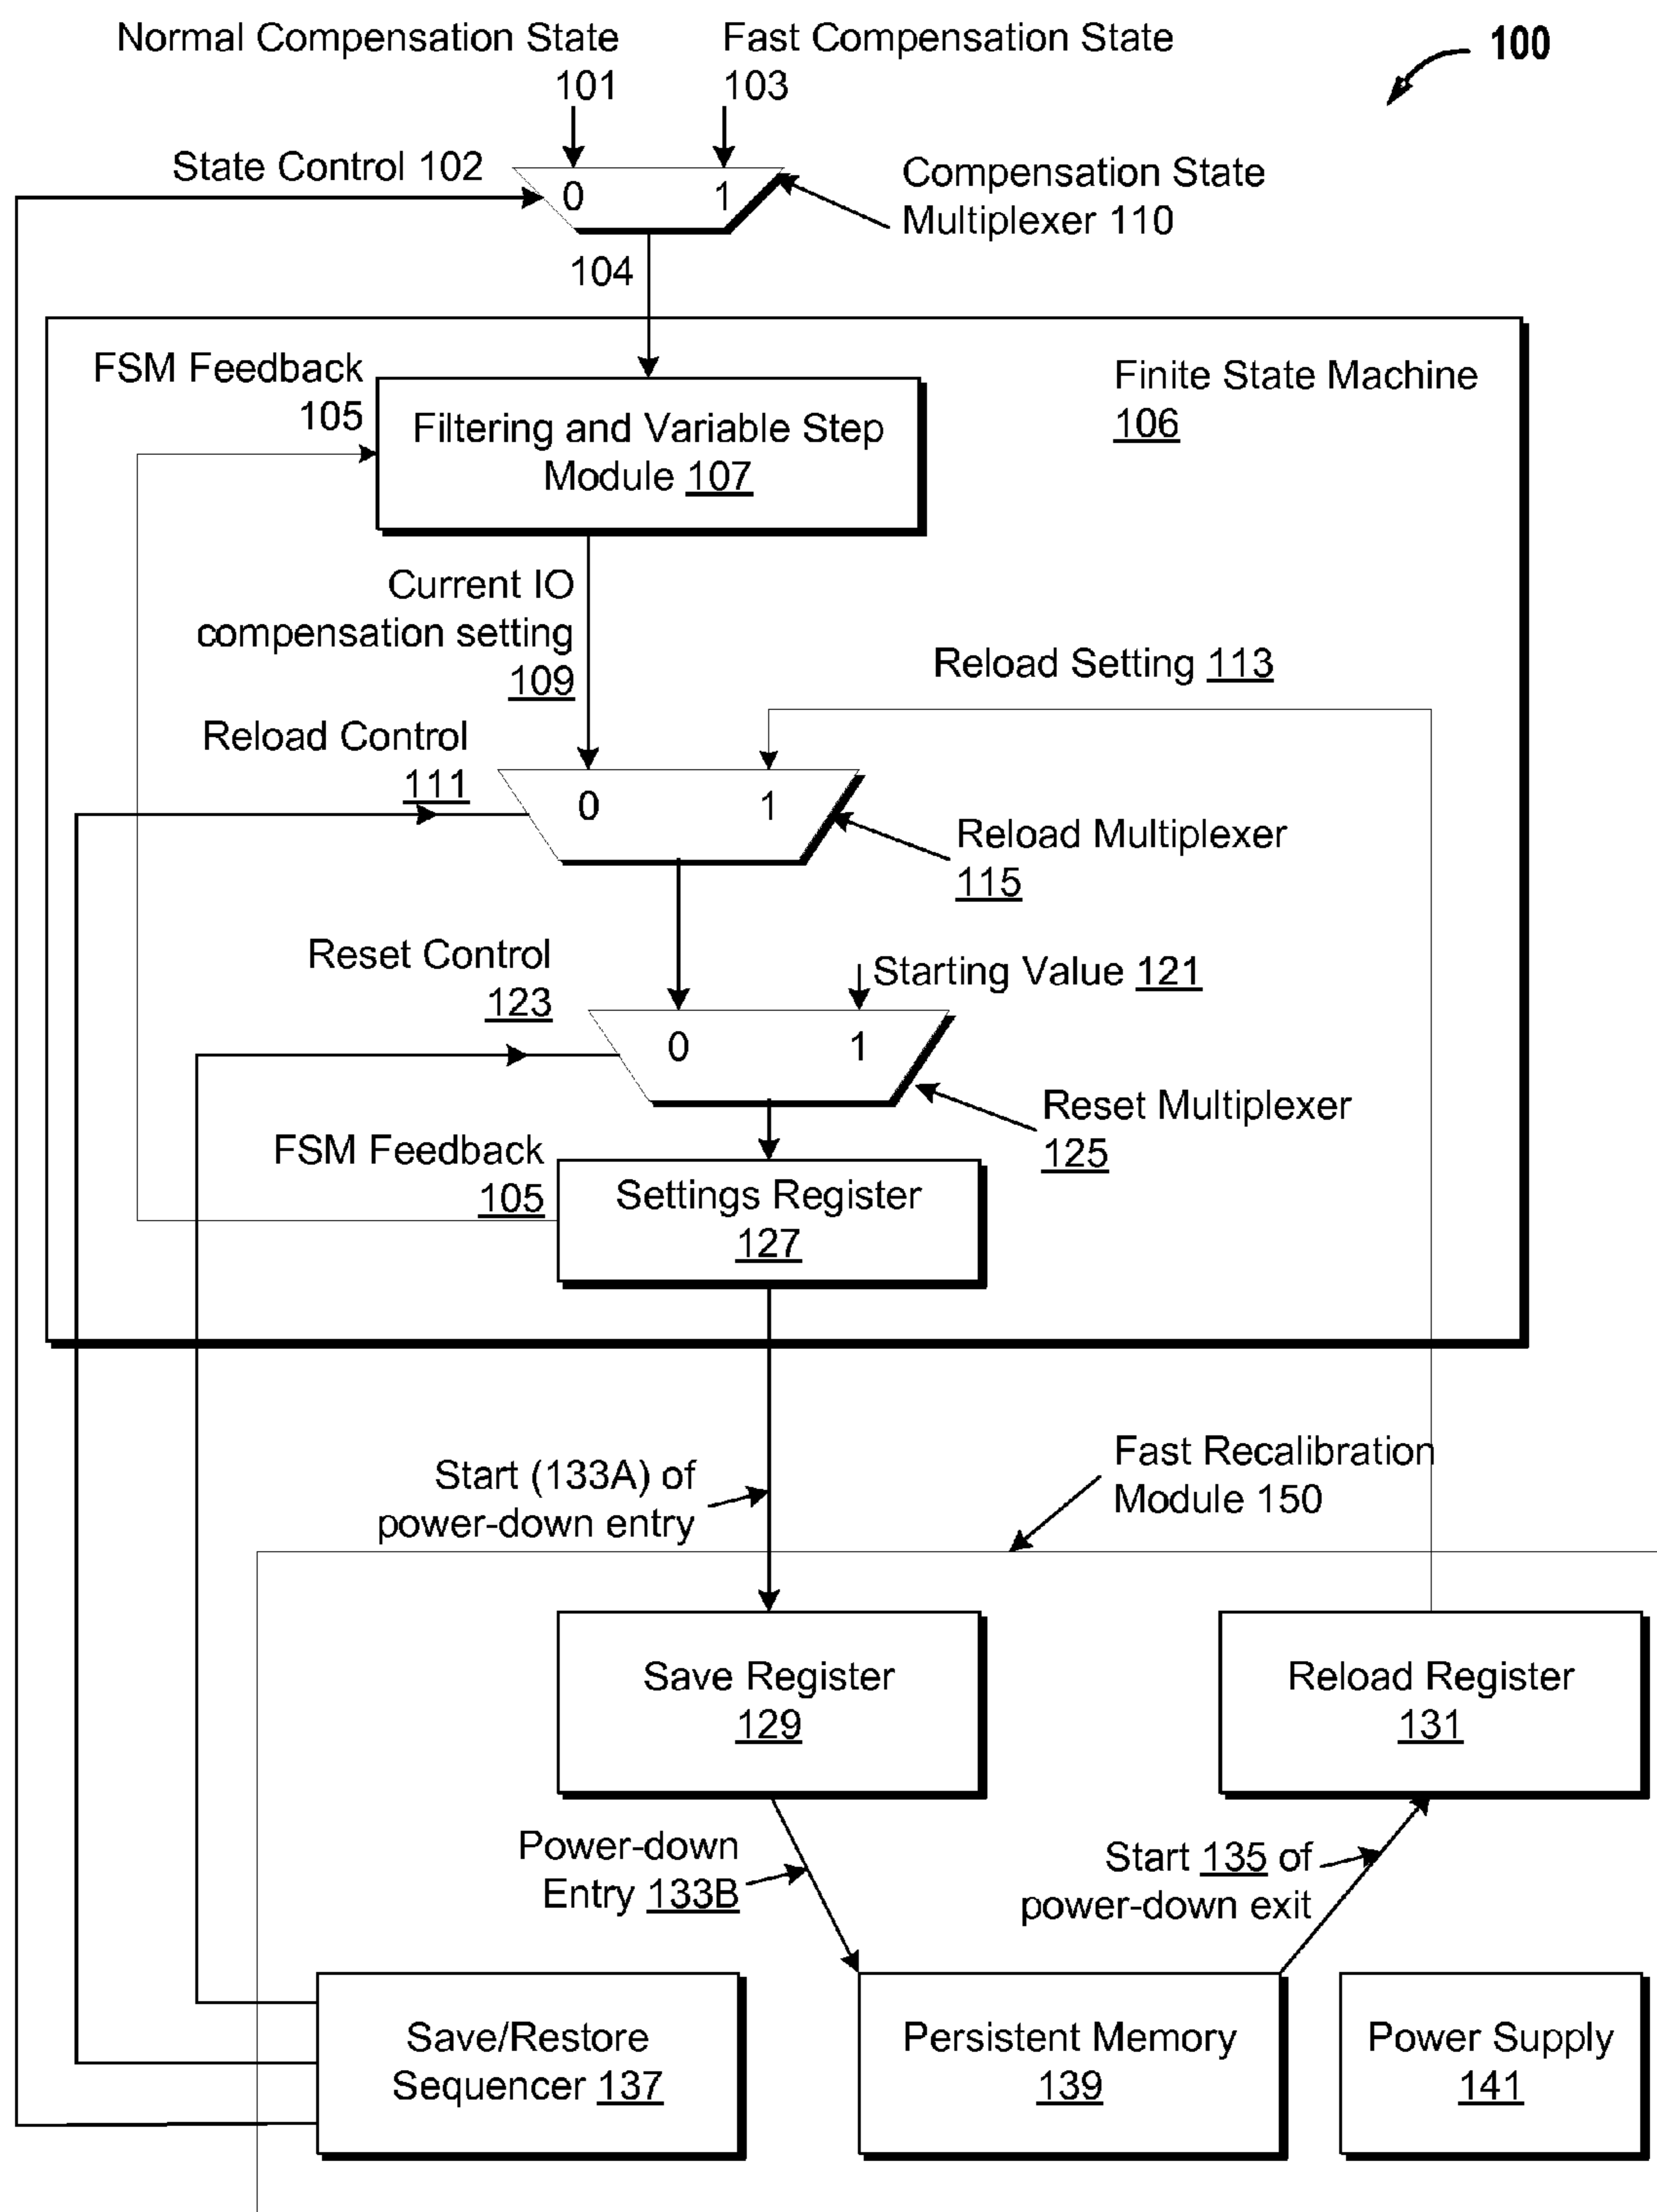 Normal Compensation State
101
Fast Compensation State
103
100
State Control 102
0
1
Compensation State
Multiplexer 110
104
FSM Feedback
105
Filtering and Variable Step
Module 107
Finite State Machine
106
Current IO
compensation setting
109
Reload Setting 113
Reload Control
111
0
1
Reload Multiplexer
115
Reset Control
123
Starting Value 121
0
1
Reset Multiplexer
125
FSM Feedback
105
Settings Register
127
Start (133A) of
power-down entry
Fast Recalibration
Module 150
Save Register
129
Reload Register
131
Power-down
Entry 133B
Start 135 of
power-down exit
Save/Restore
Sequencer 137
Persistent Memory
139
Power Supply
141